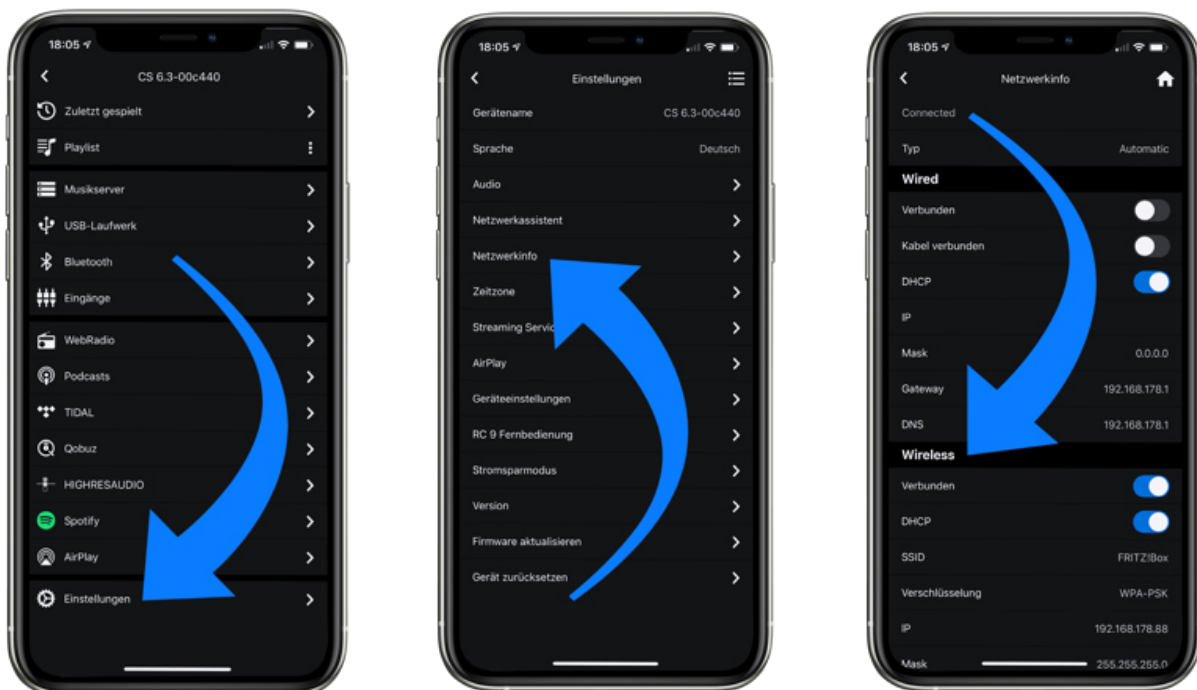 18:05
CS 6.3-00c440
Zuletzt gespielt
Playlist
Musikserver
USB-Laufwerk
Bluetooth
Eingänge
WebRadio
Podcasts
TIDAL
Qobuz
HIGHRESAUDIO
Spotify
AirPlay
Einstellungen
18:05
Einstellungen
Gerätename CS 6.3-00c440
Sprache Deutsch
Audio
Netzwerkassistent
Netzwerkinfo
Zeitzone
Streaming
AirPlay
Geräteeinstellungen
RC 9 Fernbedienung
Stromsparmodus
Version
Firmware aktualisieren
Gerät zurücksetzen
18:05
Netzwerkinfo
Connected
Typ Automatic
Wired
Verbunden
Kabel verbunden
DHCP
IP
Mask 0.0.0.0
Gateway 192.168.178.1
DNS 192.168.178.1
Wireless
Verbunden
DHCP
SSID FRITZ!Box
Verschlüsselung WPA-PSK
IP 192.168.178.88
Mask 255.255.255.0